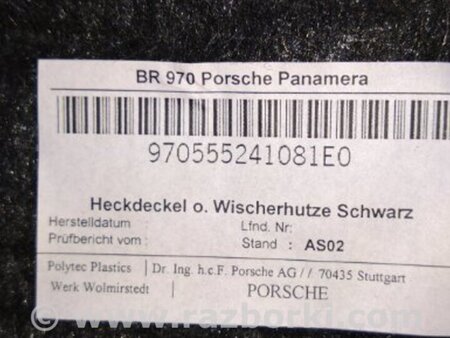 BR 970 Porsche Panamera
970555241081E0
Heckdeckel o. Wischerhutze Schwarz
Herstelldatum : Lfnd. Nr:
Prüfbericht vom : Stand : AS02
Polytec Plastics Dr. Ing. h.c.F. Porsche AG // 70435 Stuttgart
Werk Wolmirstedt PORSCHE
© www.razborki.com